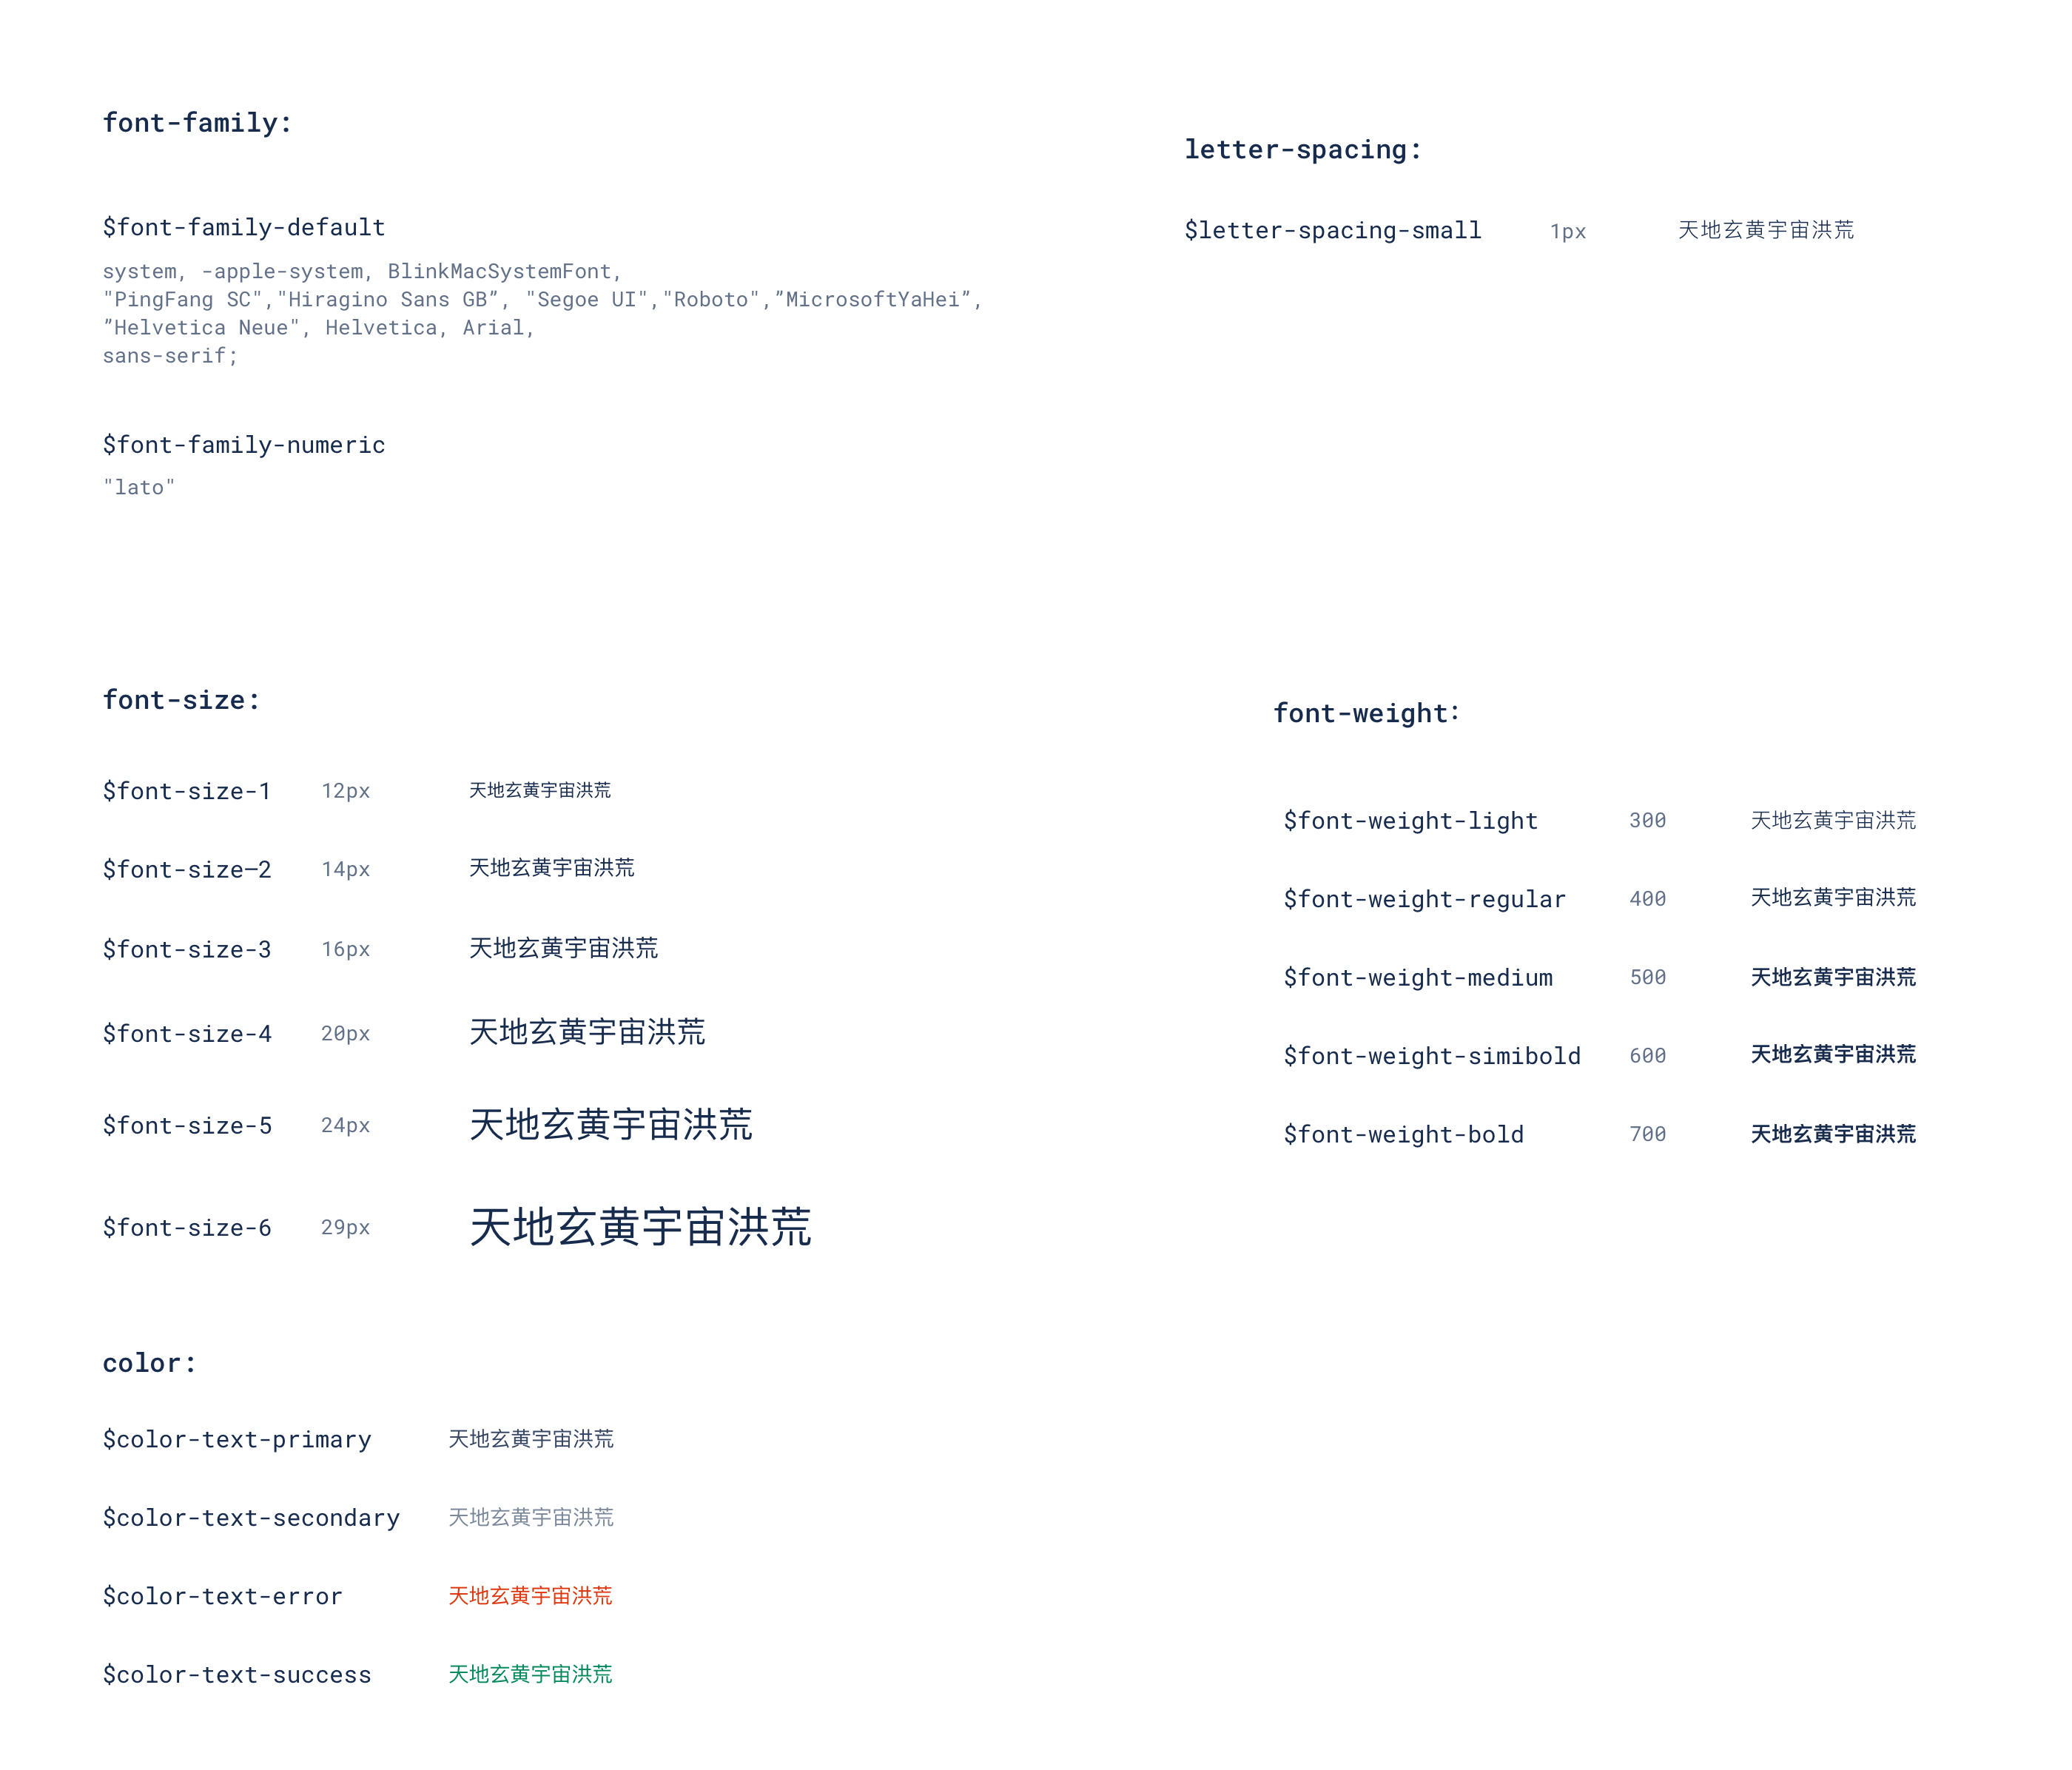 font-family:
$font-family-default
system, -apple-system, BlinkMacSystemFont,
"PingFang SC","Hiragino Sans GB”, "Segoe UI","Roboto",”MicrosoftYaHei”,
”Helvetica Neue", Helvetica, Arial,
sans-serif;
$font-family-numeric
"lato"
letter-spacing:
$letter-spacing-small 1px 天地玄黄宇宙洪荒
font-size:
$font-size-1 12px 天地玄黄宇宙洪荒
$font-size—2 14px 天地玄黄宇宙洪荒
$font-size-3 16px 天地玄黄宇宙洪荒
$font-size-4 20px 天地玄黄宇宙洪荒
$font-size-5 24px 天地玄黄宇宙洪荒
$font-size-6 29px 天地玄黄宇宙洪荒
font-weight:
$font-weight-light 300 天地玄黄宇宙洪荒
$font-weight-regular 400 天地玄黄宇宙洪荒
$font-weight-medium 500 天地玄黄宇宙洪荒
$font-weight-simibold 600 天地玄黄宇宙洪荒
$font-weight-bold 700 天地玄黄宇宙洪荒
color:
$color-text-primary 天地玄黄宇宙洪荒
$color-text-secondary 天地玄黄宇宙洪荒
$color-text-error 天地玄黄宇宙洪荒
$color-text-success 天地玄黄宇宙洪荒